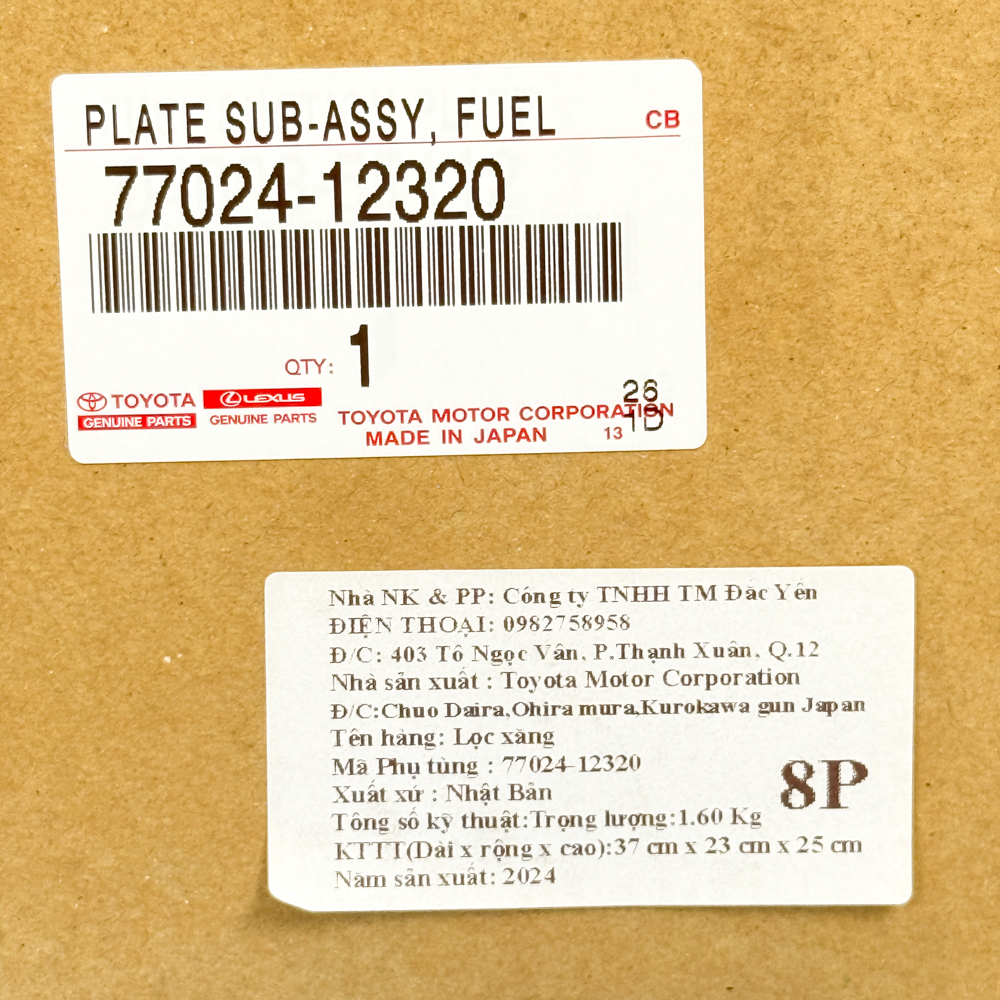 PLATE SUB-ASSY, FUEL
CB
77024-12320
QTY: 1
TOYOTA
GENUINE PARTS
LEXUS
GENUINE PARTS
TOYOTA MOTOR CORPORATION
MADE IN JAPAN
13
26
1D
Nhà NK & PP: Công ty TNHH TM Đắc Yến
ĐIỆN THOẠI: 0982758958
Đ/C: 403 Tô Ngọc Vân, P.Thạnh Xuân, Q.12
Nhà sản xuất : Toyota Motor Corporation
Đ/C:Chuo Daira,Ohira mura,Kurokawa gun Japan
Tên hàng: Lọc xăng
Mã Phụ tùng : 77024-12320
8P
Xuất xứ : Nhật Bản
Tông số kỹ thuật:Trọng lượng:1.60 Kg
KTTT(Dài x rộng x cao):37 cm x 23 cm x 25 cm
Năm sản xuất: 2024